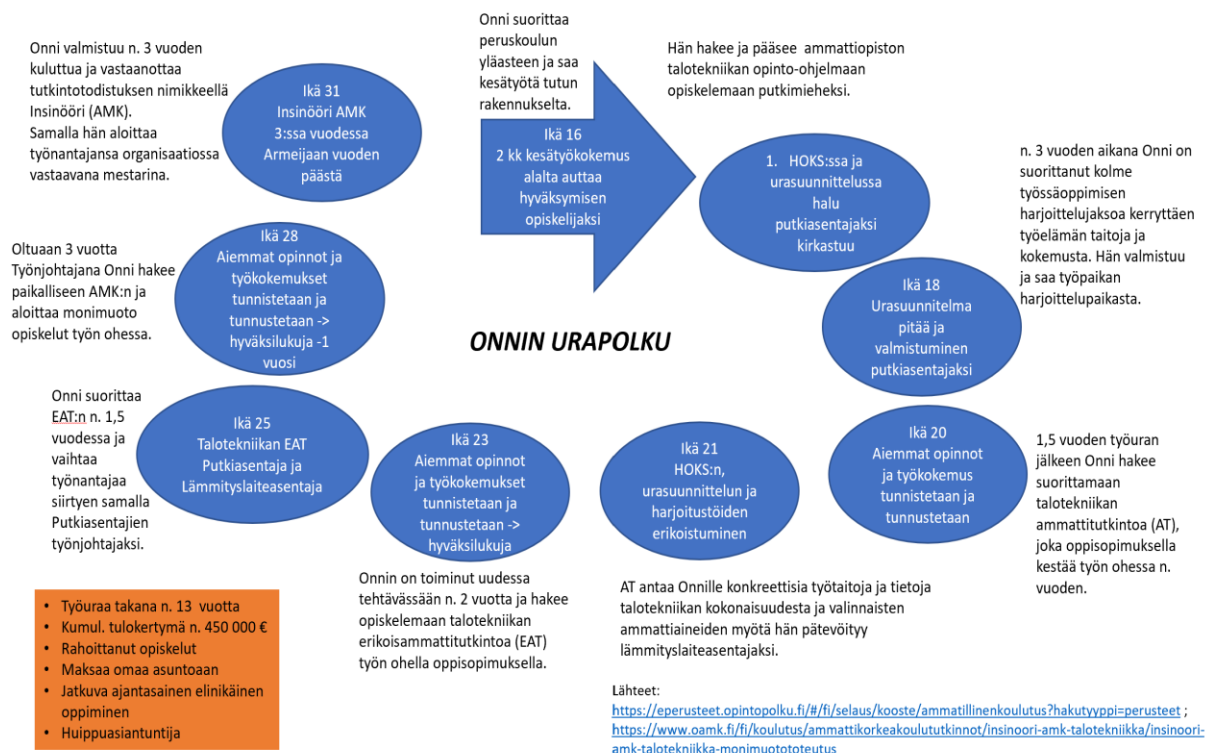 Onni suorittaa
peruskoulun
yläasteen ja saa
kesätyötä tutun
rakennukselta.
Ikä 16
2 kk kesätyökokemus
alalta auttaa
hyväksymisen
opiskelijaksi
Hän hakee ja pääsee ammattiopiston
talotekniikan opinto-ohjelmaan
opiskelemaan putkimieheksi.
1. HOKS:ssa ja
urasuunnittelussa
halu
putkiasentajaksi
kirkastuu
n. 3 vuoden aikana Onni on
suorittanut kolme
työssäoppimisen
harjoittelujaksoa kerryttäen
työelämän taitoja ja
kokemusta. Hän valmistuu
ja saa työpaikan
harjoittelupaikasta.
Ikä 18
Urasuunnitelma
pitää ja
valmistuminen
putkiasentajaksi
ONNIN URAPOLKU
Ikä 20
Aiemmat opinnot
ja työkokemus
tunnistetaan ja
tunnustetaan
1,5 vuoden työuran
jälkeen Onni hakee
suorittamaan
talotekniikan
ammattitutkintoa (AT),
joka oppisopimuksella
kestää työn ohessa n.
vuoden.
Ikä 21
HOKS:n,
urasuunnittelun ja
harjoitustöiden
erikoistuminen
AT antaa Onnille konkreettisia työtaitoja ja tietoja
talotekniikan kokonaisuudesta ja valinnaisten
ammattiaineiden myötä hän pätevöityy
lämmityslaiteasentajaksi.
Ikä 23
Aiemmat opinnot
ja työkokemukset
tunnistetaan ja
tunnustetaan ->
hyväksilukuja
Onnin on toiminut uudessa
tehtävässään n. 2 vuotta ja hakee
opiskelemaan talotekniikan
erikoisammattitutkintoa (EAT)
työn ohella oppisopimuksella.
Ikä 25
Talotekniikan EAT
Putkiasentaja ja
Lämmityslaiteasentaja
Onni suorittaa
EAT:n n. 1,5
vuodessa ja
vaihtaa
työnantajaa
siirtyen samalla
Putkiasentajien
työnjohtajaksi.
Ikä 28
Aiemmat opinnot ja
työkokemukset
tunnistetaan ja
tunnustetaan ->
hyväksilukuja -1
vuosi
Oltuaan 3 vuotta
Työnjohtajana Onni hakee
paikalliseen AMK:n ja
aloittaa monimuoto
opiskelut työn ohessa.
Ikä 31
Insinööri AMK
3:ssa vuodessa
Armeijaan vuoden
päästä
Onni valmistuu n. 3 vuoden
kuluttua ja vastaanottaa
tutkintotodistuksen nimikkeellä
Insinööri (AMK).
Samalla hän aloittaa
työnantajansa organisaatiossa
vastaavana mestarina.
• Työuraa takana n. 13 vuotta
• Kumul. tulokertymä n. 450 000 €
• Rahoittanut opiskelut
• Maksaa omaa asuntoaan
• Jatkuva ajantasainen elinikäinen
oppiminen
• Huippuasiantuntija
Lähteet:
https://eperusteet.opintopolku.fi/#/fi/selaus/kooste/ammatillinenkoulutus?hakutyyppi=perusteet ;
https://www.oamk.fi/fi/koulutus/ammattikorkeakoulututkinnot/insinoori-amk-talotekniikka/insinoori-
amk-talotekniikka-monimuotototeutus